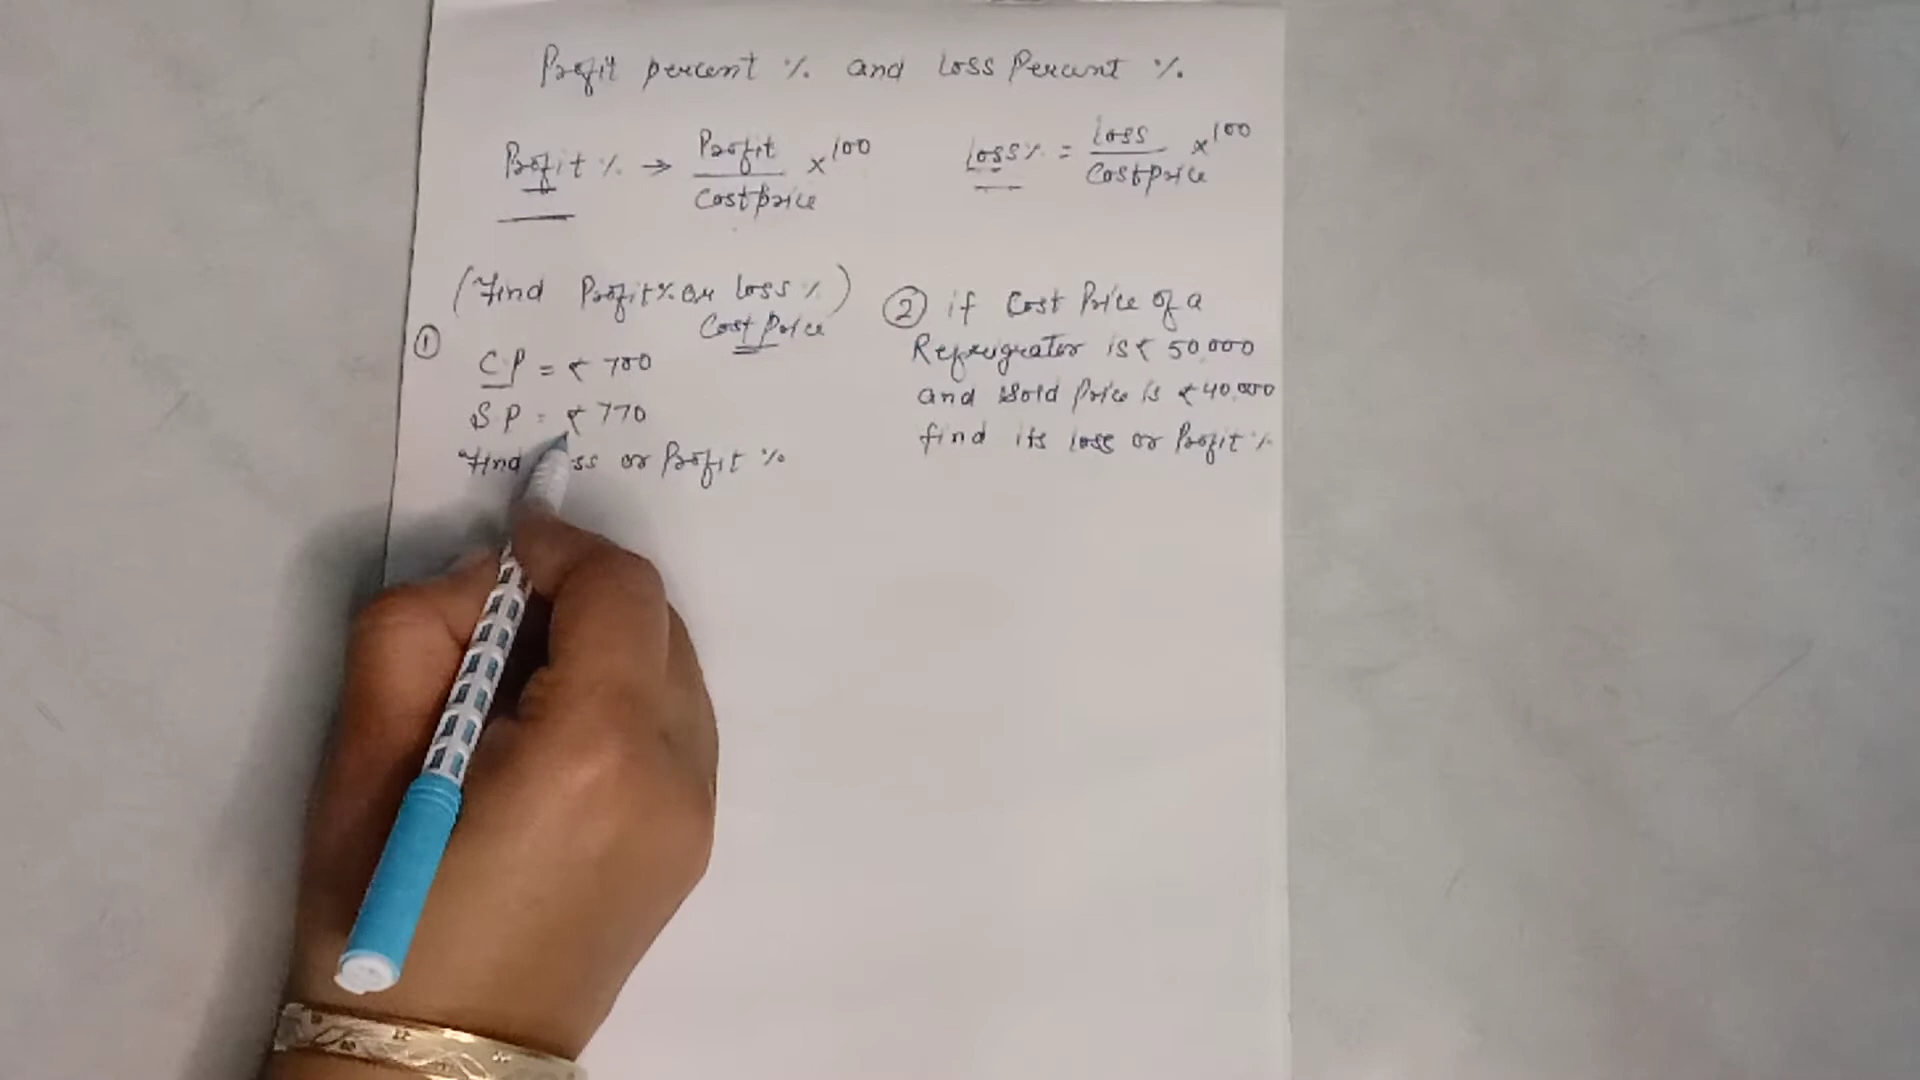 Profit percent % and Loss Percent %
Profit % → Profit / Cost price × 100
Loss % = Loss / Cost price × 100
(Find Profit % or Loss %)
Cost Price
① C.P = ₹ 700
S.P = ₹ 770
Find or Profit %
② if Cost Price of a
Refrigrator is ₹ 50,000
and Sold Price is ₹ 40,000
find its loss or Profit %